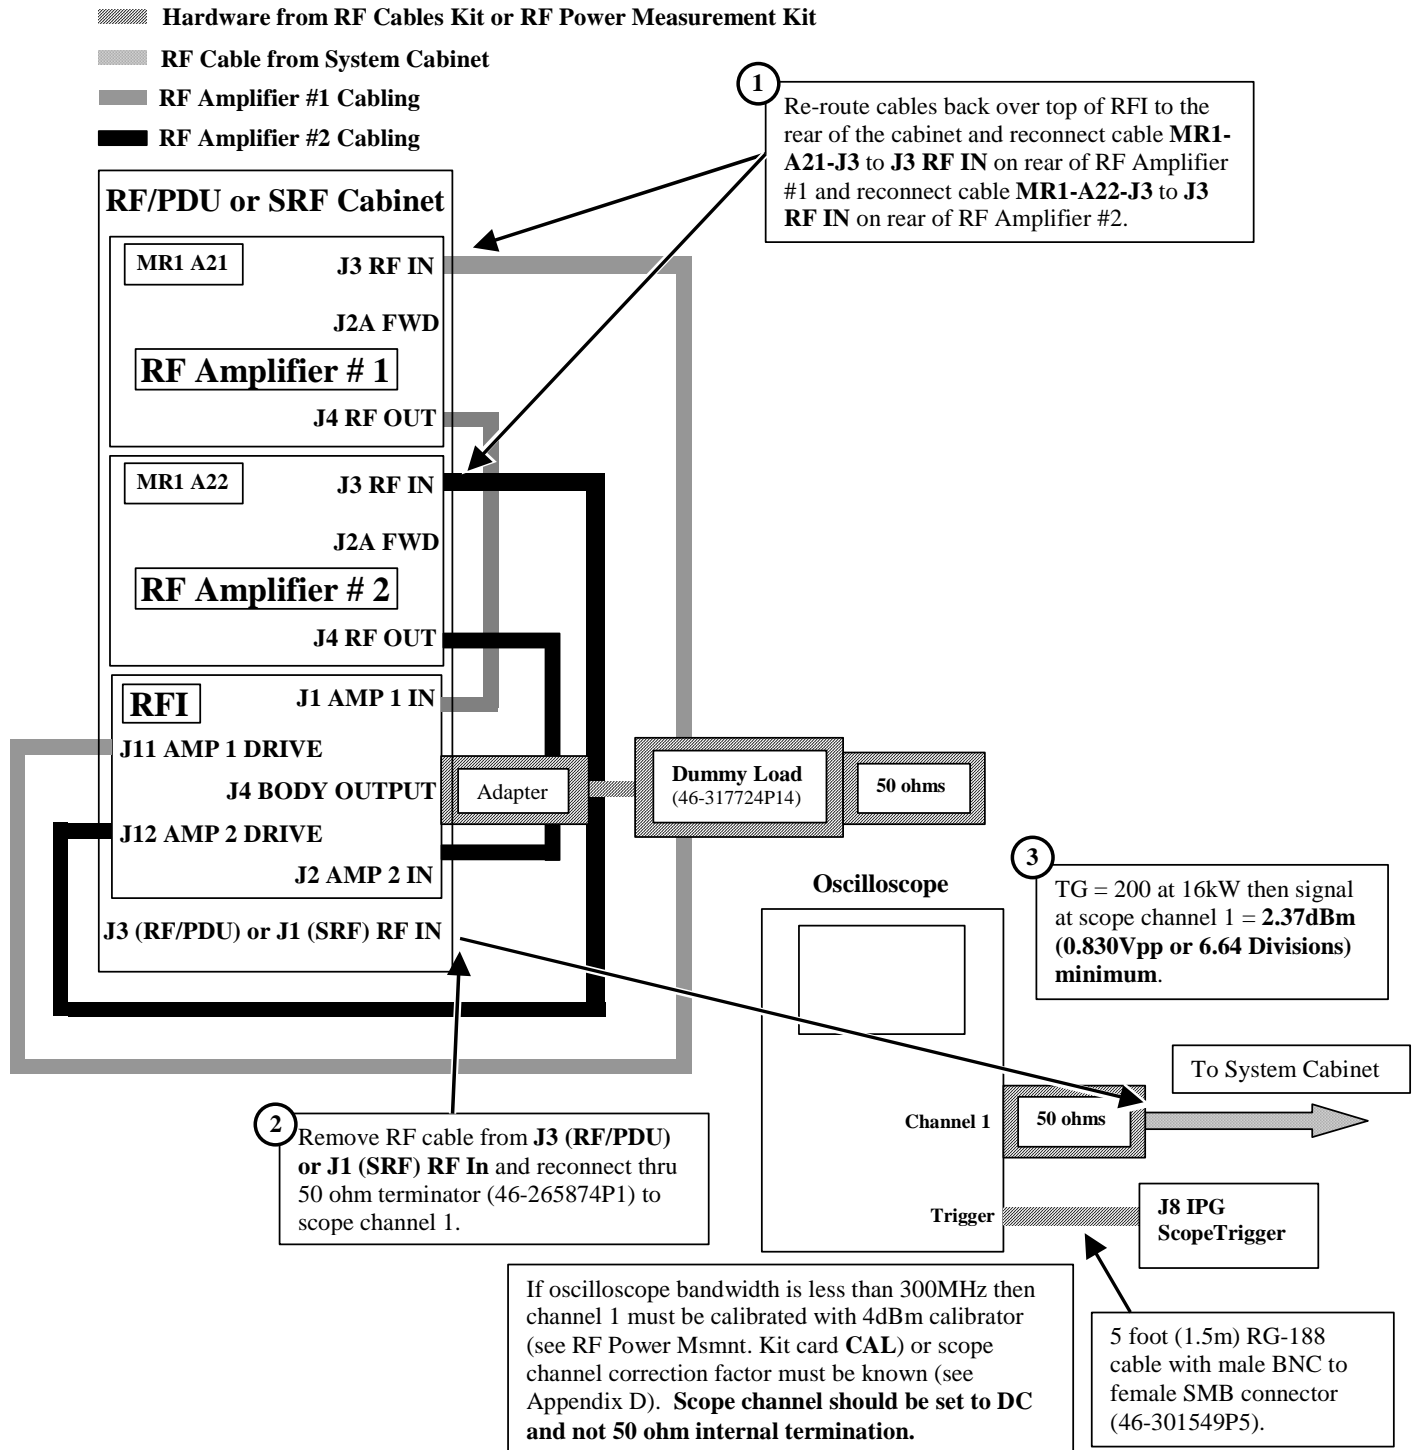 Hardware from RF Cables Kit or RF Power Measurement Kit
RF Cable from System Cabinet
RF Amplifier #1 Cabling
RF Amplifier #2 Cabling
1
Re-route cables back over top of RFI to the
rear of the cabinet and reconnect cable MR1-
A21-J3 to J3 RF IN on rear of RF Amplifier
#1 and reconnect cable MR1-A22-J3 to J3
RF IN on rear of RF Amplifier #2.
RF/PDU or SRF Cabinet
MR1 A21
J3 RF IN
J2A FWD
RF Amplifier # 1
J4 RF OUT
MR1 A22
J3 RF IN
J2A FWD
RF Amplifier # 2
J4 RF OUT
RFI
J1 AMP 1 IN
J11 AMP 1 DRIVE
J4 BODY OUTPUT
J12 AMP 2 DRIVE
J2 AMP 2 IN
J3 (RF/PDU) or J1 (SRF) RF IN
Adapter
Dummy Load
(46-317724P14)
50 ohms
3
TG = 200 at 16kW then signal
at scope channel 1 = 2.37dBm
(0.830Vpp or 6.64 Divisions)
minimum.
Oscilloscope
To System Cabinet
Channel 1
50 ohms
Trigger
J8 IPG
ScopeTrigger
2
Remove RF cable from J3 (RF/PDU)
or J1 (SRF) RF In and reconnect thru
50 ohm terminator (46-265874P1) to
scope channel 1.
If oscilloscope bandwidth is less than 300MHz then
channel 1 must be calibrated with 4dBm calibrator
(see RF Power Msmnt. Kit card CAL) or scope
channel correction factor must be known (see
Appendix D).  Scope channel should be set to DC
and not 50 ohm internal termination.
5 foot (1.5m) RG-188
cable with male BNC to
female SMB connector
(46-301549P5).